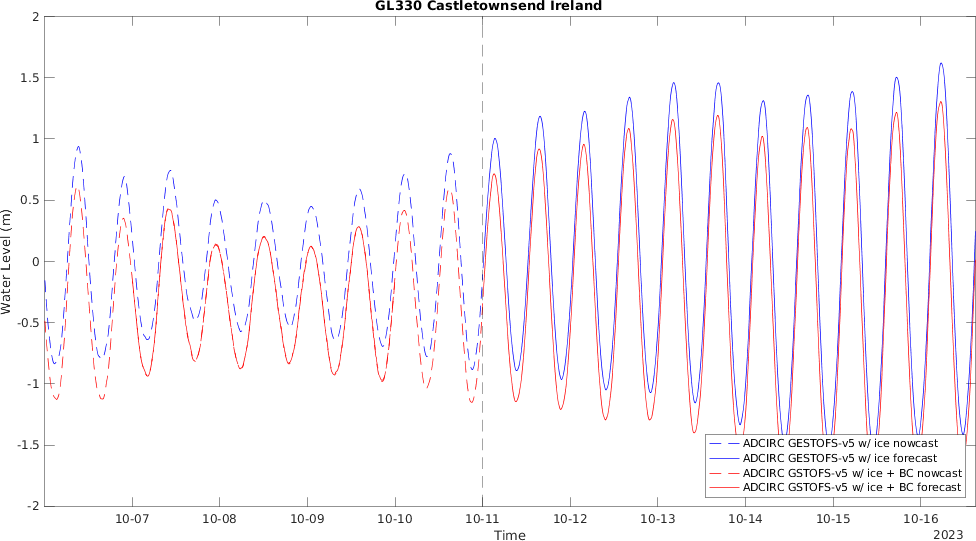 GL330 Castletownsend Ireland
2
1.5
1
0.5
0
-0.5
-1
-1.5
-2
Water Level (m)
ADCIRC GESTOFS-v5 w/ ice nowcast
ADCIRC GESTOFS-v5 w/ ice forecast
ADCIRC GSTOFS-v5 w/ ice + BC nowcast
ADCIRC GSTOFS-v5 w/ ice + BC forecast
10-07 10-08 10-09 10-10 10-11 10-12 10-13 10-14 10-15 10-16
Time
2023